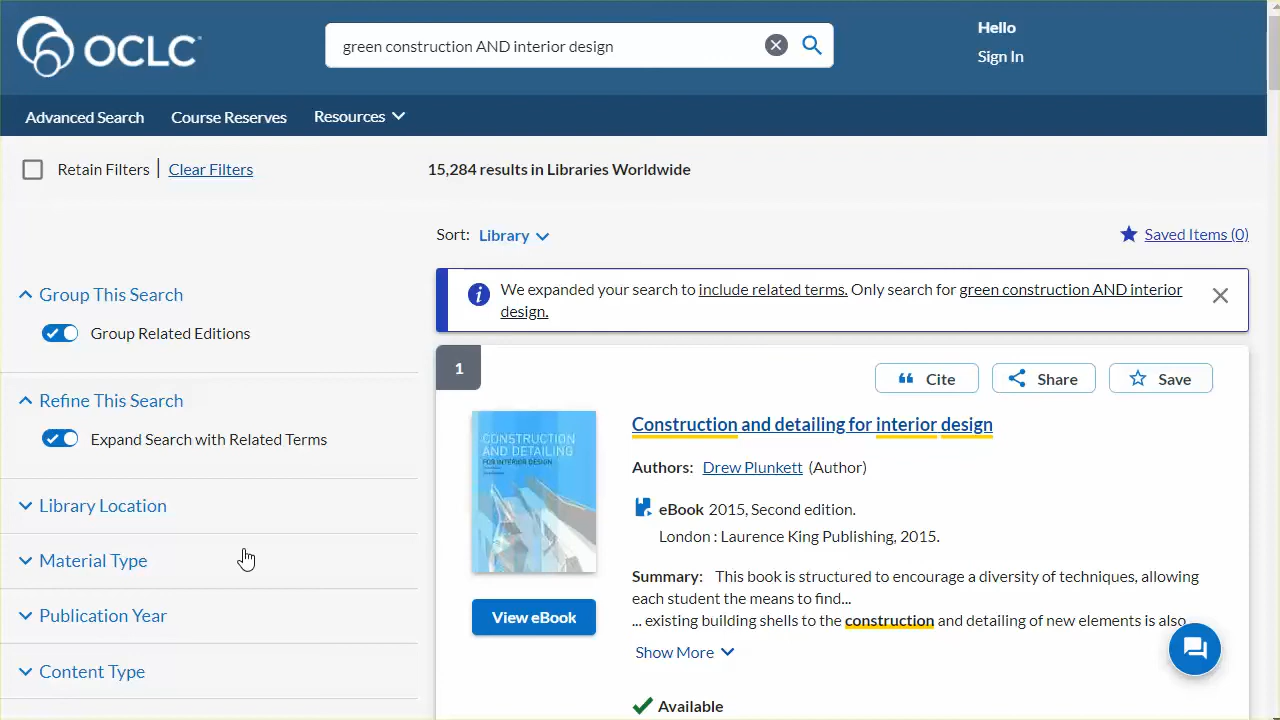 OCLC
green construction AND interior design
Hello
Sign In
Advanced Search
Course Reserves
Resources
Retain Filters
Clear Filters
15,284 results in Libraries Worldwide
Sort: Library
Saved Items (0)
Group This Search
Group Related Editions
Refine This Search
Expand Search with Related Terms
Library Location
Material Type
Publication Year
Content Type
We expanded your search to include related terms. Only search for green construction AND interior
design.
1
Cite
Share
Save
CONSTRUCTION
AND DETAILING
FOR INTERIOR DESIGN
Construction and detailing for interior design
Authors: Drew Plunkett (Author)
eBook 2015, Second edition.
London : Laurence King Publishing, 2015.
View eBook
Summary: This book is structured to encourage a diversity of techniques, allowing
each student the means to find...
... existing building shells to the construction and detailing of new elements is also
Show More
Available